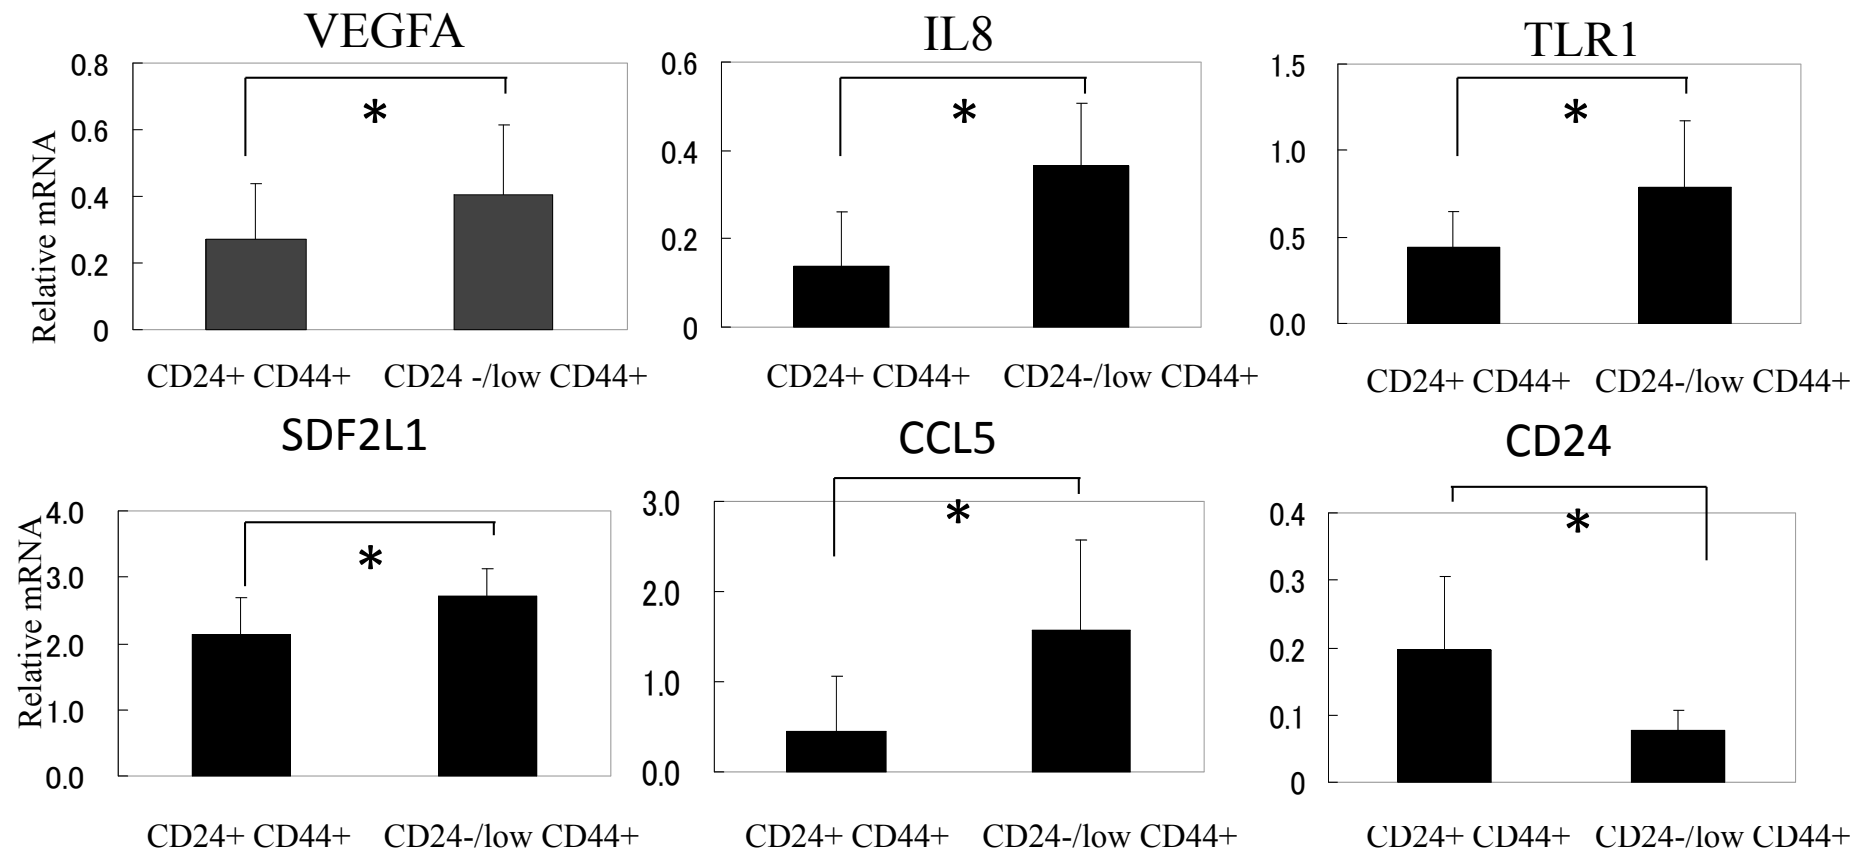 VEGFA
Relative mRNA
0.8
0.6
0.4
0.2
0
*
CD24+ CD44+ CD24 -/low CD44+
IL8
0.6
0.4
0.2
0
*
CD24+ CD44+ CD24-/low CD44+
TLR1
1.5
1.0
0.5
0.0
*
CD24+ CD44+ CD24-/low CD44+
SDF2L1
Relative mRNA
4.0
3.0
2.0
1.0
0.0
*
CD24+ CD44+ CD24-/low CD44+
CCL5
3.0
2.0
1.0
0.0
*
CD24+ CD44+ CD24-/low CD44+
CD24
0.4
0.3
0.2
0.1
0
*
CD24+ CD44+ CD24-/low CD44+